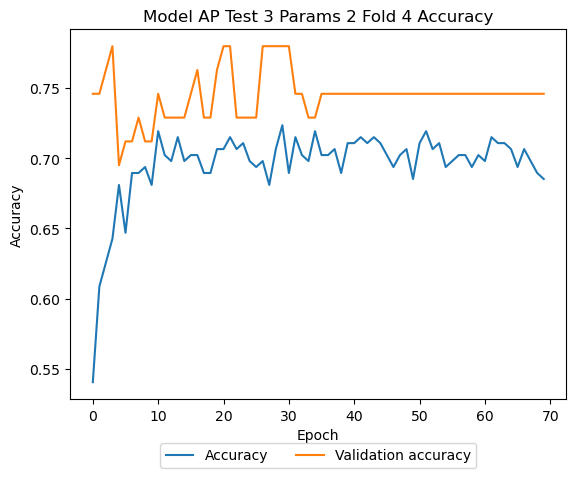 Model AP Test 3 Params 2 Fold 4 Accuracy
0.75
0.70
0.65
0.60
0.55
Accuracy
0 10 20 30 40 50 60 70
Epoch
Accuracy Validation accuracy